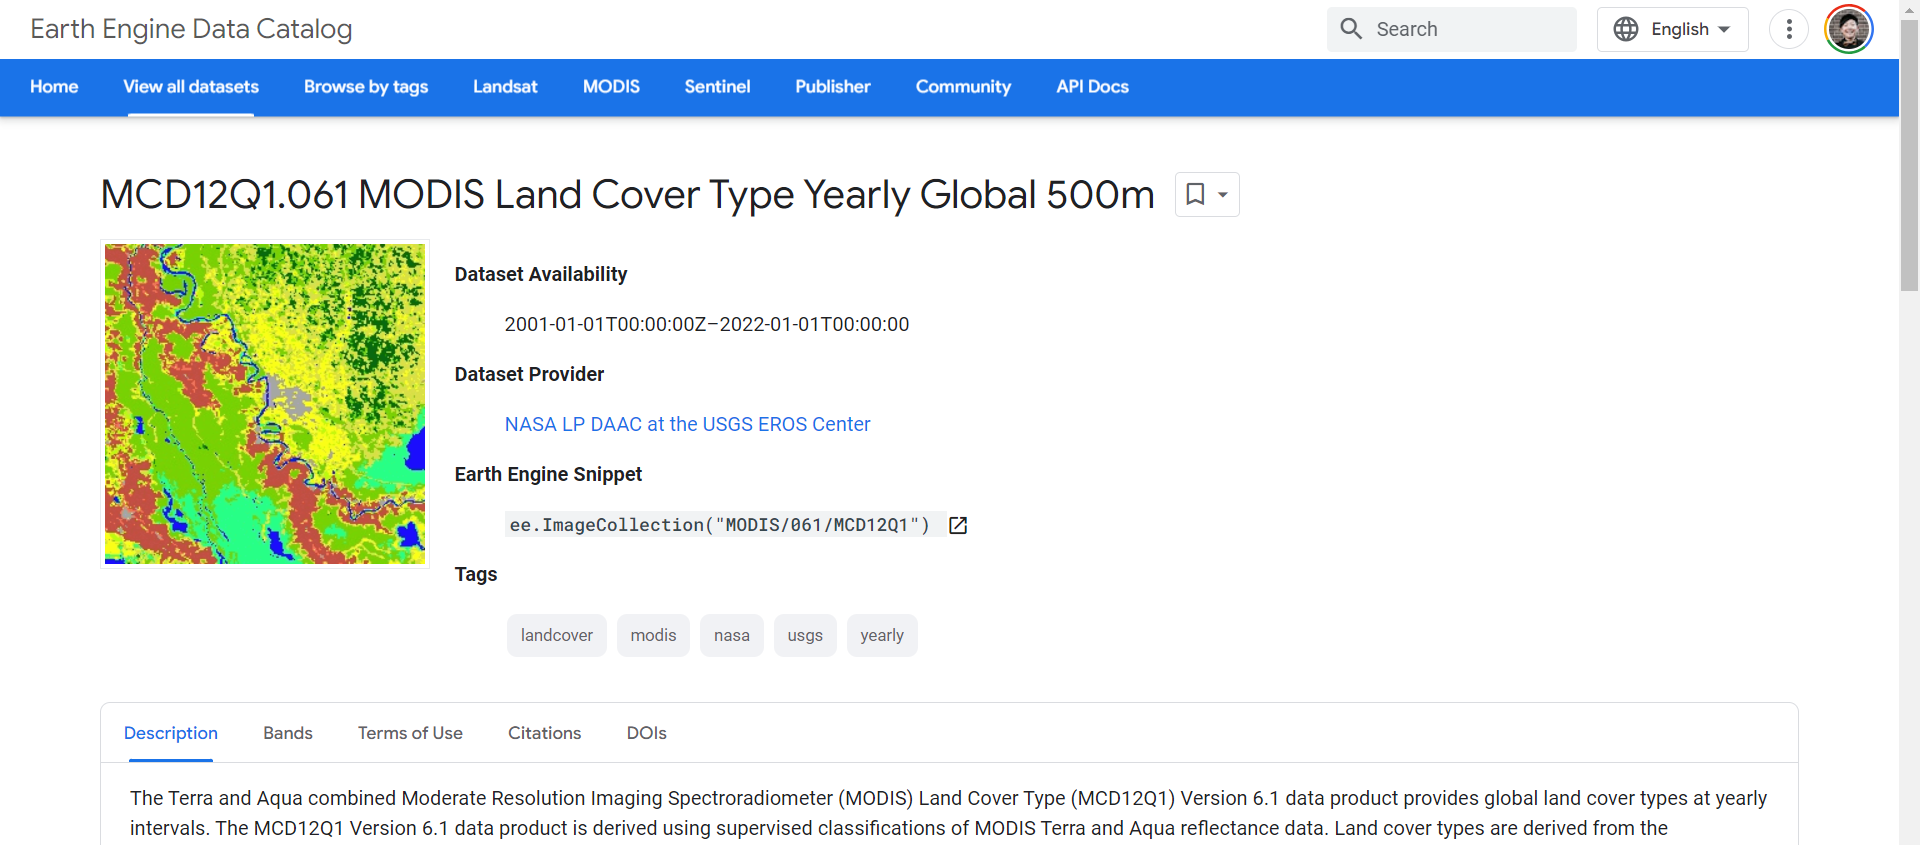 Earth Engine Data Catalog
Search
English
Home View all datasets Browse by tags Landsat MODIS Sentinel Publisher Community API Docs
MCD12Q1.061 MODIS Land Cover Type Yearly Global 500m
Dataset Availability
2001-01-01T00:00:00Z–2022-01-01T00:00:00
Dataset Provider
NASA LP DAAC at the USGS EROS Center
Earth Engine Snippet
ee.ImageCollection("MODIS/061/MCD12Q1")
Tags
landcover modis nasa usgs yearly
Description Bands Terms of Use Citations DOIs
The Terra and Aqua combined Moderate Resolution Imaging Spectroradiometer (MODIS) Land Cover Type (MCD12Q1) Version 6.1 data product provides global land cover types at yearly
intervals. The MCD12Q1 Version 6.1 data product is derived using supervised classifications of MODIS Terra and Aqua reflectance data. Land cover types are derived from the